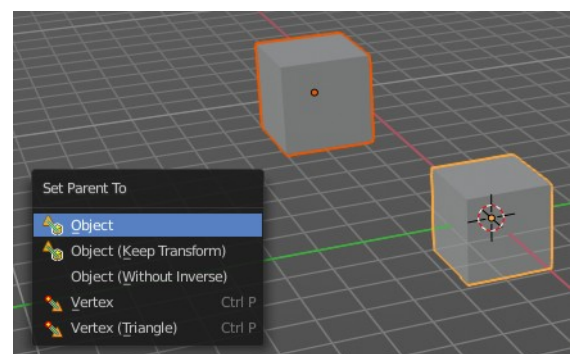 Set Parent To
Object
Object (Keep Transform)
Object (Without Inverse)
Vertex Ctrl P
Vertex (Triangle) Ctrl P